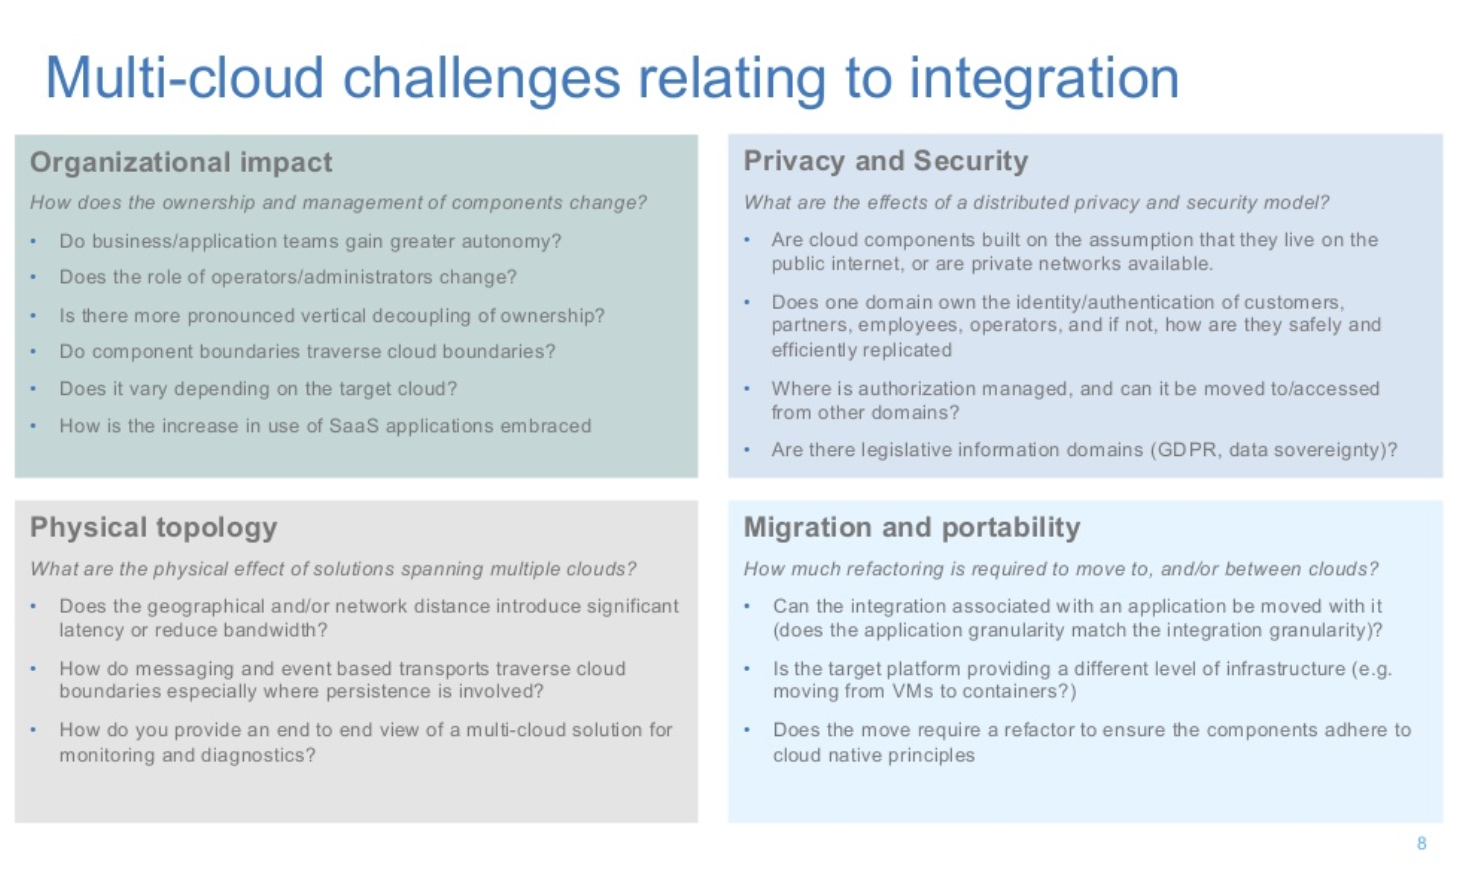 Multi-cloud challenges relating to integration
Organizational impact
How does the ownership and management of components change?
• Do business/application teams gain greater autonomy?
• Does the role of operators/administrators change?
• Is there more pronounced vertical decoupling of ownership?
• Do component boundaries traverse cloud boundaries?
• Does it vary depending on the target cloud?
• How is the increase in use of SaaS applications embraced
Privacy and Security
What are the effects of a distributed privacy and security model?
• Are cloud components built on the assumption that they live on the
public internet, or are private networks available.
• Does one domain own the identity/authentication of customers,
partners, employees, operators, and if not, how are they safely and
efficiently replicated
• Where is authorization managed, and can it be moved to/accessed
from other domains?
• Are there legislative information domains (GDPR, data sovereignty)?
Physical topology
What are the physical effect of solutions spanning multiple clouds?
• Does the geographical and/or network distance introduce significant
latency or reduce bandwidth?
• How do messaging and event based transports traverse cloud
boundaries especially where persistence is involved?
• How do you provide an end to end view of a multi-cloud solution for
monitoring and diagnostics?
Migration and portability
How much refactoring is required to move to, and/or between clouds?
• Can the integration associated with an application be moved with it
(does the application granularity match the integration granularity)?
• Is the target platform providing a different level of infrastructure (e.g.
moving from VMs to containers?)
• Does the move require a refactor to ensure the components adhere to
cloud native principles
8